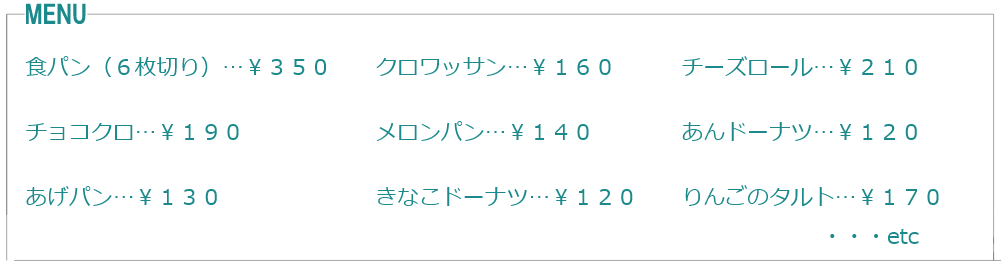 MENU
食パン（６枚切り）…￥３５０　クロワッサン…￥１６０　チーズロール…￥２１０
チョコクロ…￥１９０　メロンパン…￥１４０　あんドーナツ…￥１２０
あげパン…￥１３０　きなこドーナツ…￥１２０　りんごのタルト…￥１７０
・・・etc